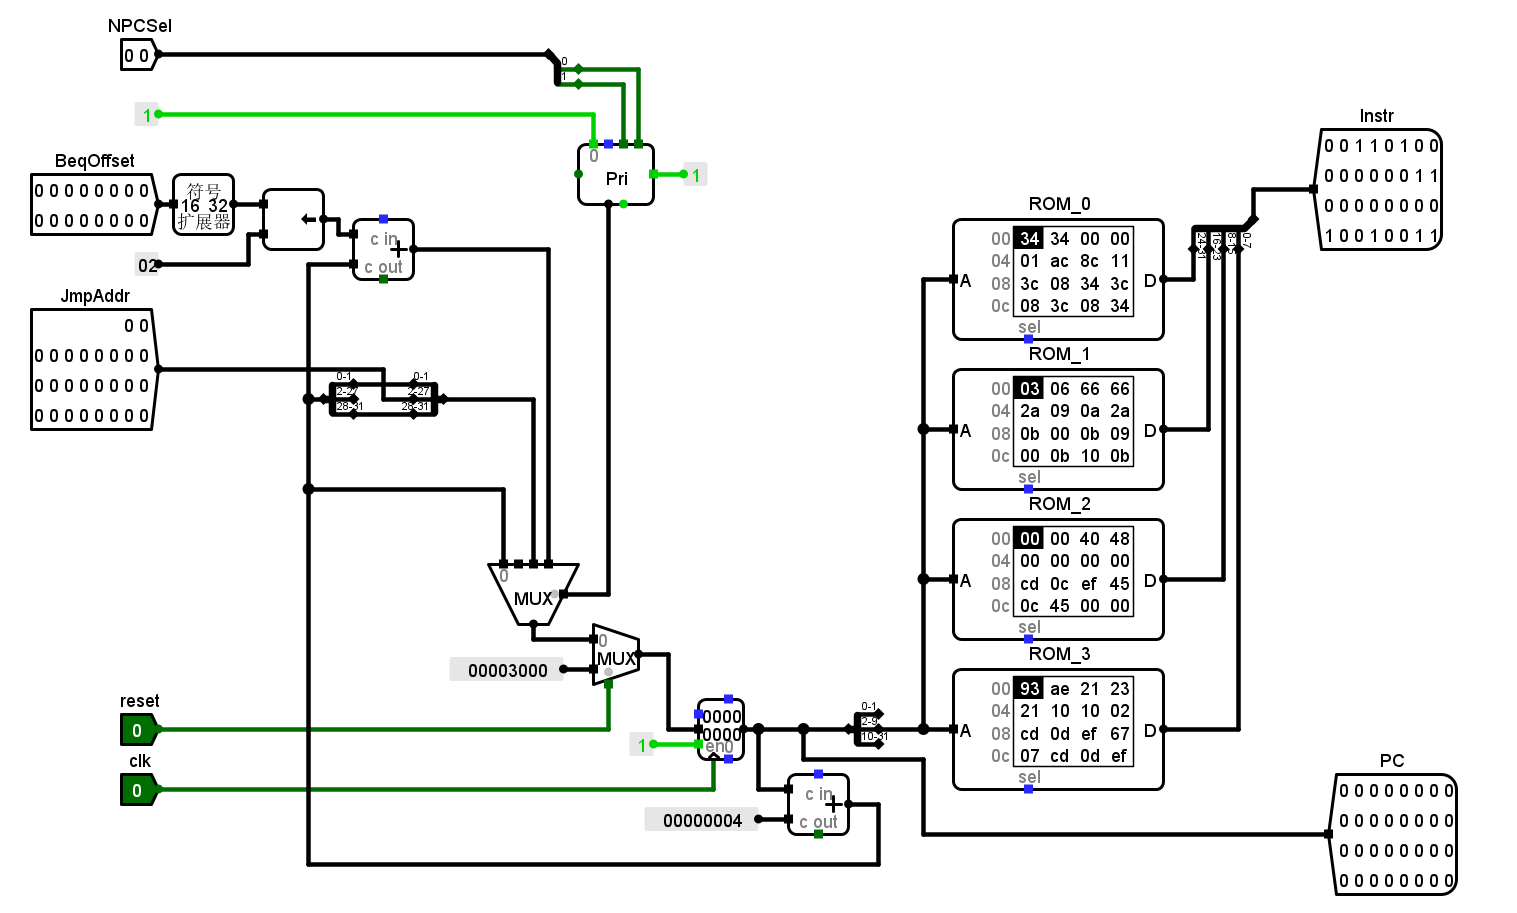 NPCSel
0 0
0
1
1
0
Pri
1
BeqOffset
0 0 0 0 0 0 0 0
0 0 0 0 0 0 0 0
符号
16 32
扩展器
02
c in
+
c out
JmpAddr
0 0
0 0 0 0 0 0 0 0
0 0 0 0 0 0 0 0
0 0 0 0 0 0 0 0
0-1
2-27
28-31
0-1
2-27
28-31
0
MUX
0
MUX
00003000
reset
0
clk
0
0000
0000
en0
1
c in
+
c out
00000004
0-1
2-9
10-31
ROM_0
A
00 34 34 00 00
04 01 ac 8c 11
08 3c 08 34 3c
0c 08 3c 08 34
D
sel
ROM_1
A
00 03 06 66 66
04 2a 09 0a 2a
08 0b 00 0b 09
0c 00 0b 10 0b
D
sel
ROM_2
A
00 00 00 40 48
04 00 00 00 00
08 cd 0c ef 45
0c 0c 45 00 00
D
sel
ROM_3
A
00 93 ae 21 23
04 21 10 10 02
08 cd 0d ef 67
0c 07 cd 0d ef
D
sel
24-31
16-23
8-15
0-7
Instr
0 0 1 1 0 1 0 0
0 0 0 0 0 0 1 1
0 0 0 0 0 0 0 0
1 0 0 1 0 0 1 1
PC
0 0 0 0 0 0 0 0
0 0 0 0 0 0 0 0
0 0 0 0 0 0 0 0
0 0 0 0 0 0 0 0